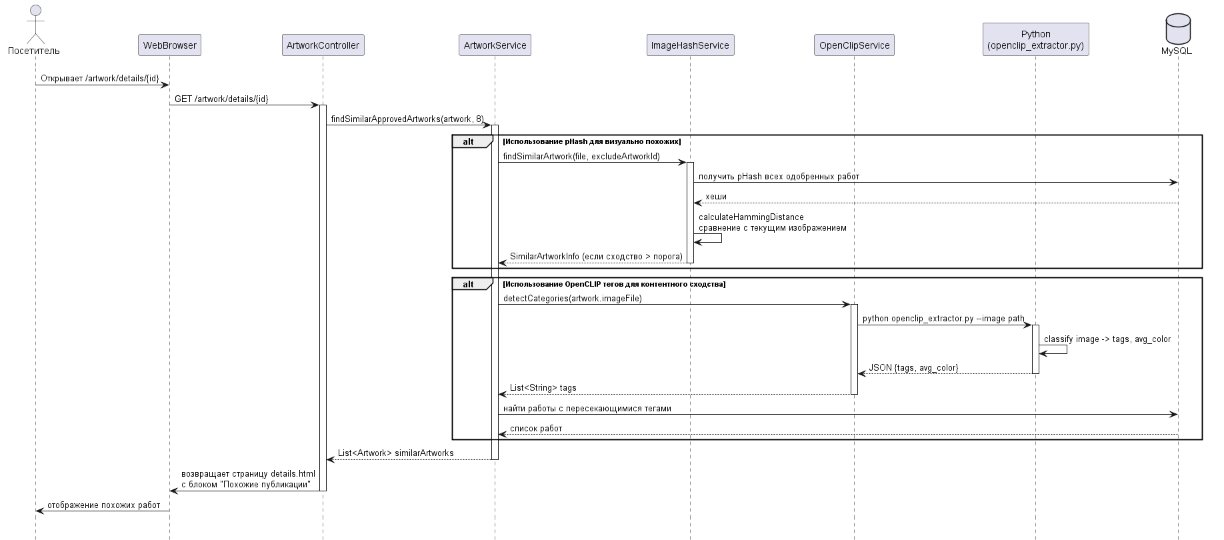 Посетитель
WebBrowser
ArtworkController
ArtworkService
ImageHashService
OpenClipService
Python
(openclip_extractor.py)
MySQL
Открывает /artwork/details/{id}
GET /artwork/details/{id}
findSimilarApprovedArtworks(artwork, 8)
alt
[Использование pHash для визуально похожих]
findSimilarArtwork(file, excludeArtworkId)
получить pHash всех одобренных работ
хеши
calculateHammingDistance
сравнение с текущим изображением
SimilarArtworkInfo (если сходство > порога)
alt
[Использование OpenCLIP тегов для контентного сходства]
detectCategories(artwork.imageFile)
python openclip_extractor.py --image path
classify image -> tags, avg_color
JSON {tags, avg_color}
List<String> tags
найти работы с пересекающимися тегами
список работ
List<Artwork> similarArtworks
возвращает страницу details.html
с блоком "Похожие публикации"
отображение похожих работ